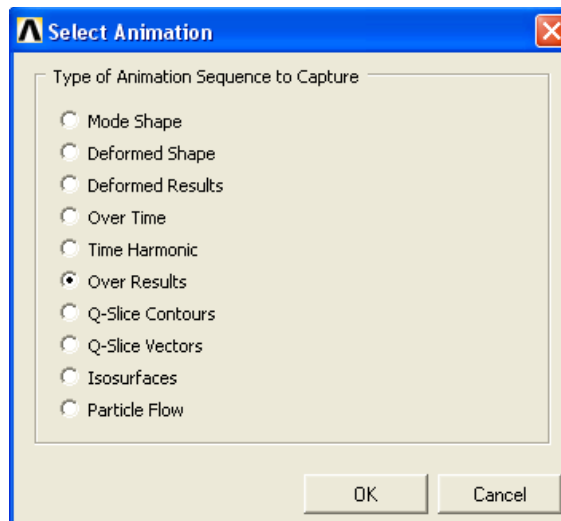 Select Animation
Type of Animation Sequence to Capture
Mode Shape
Deformed Shape
Deformed Results
Over Time
Time Harmonic
Over Results
Q-Slice Contours
Q-Slice Vectors
Isosurfaces
Particle Flow
OK Cancel